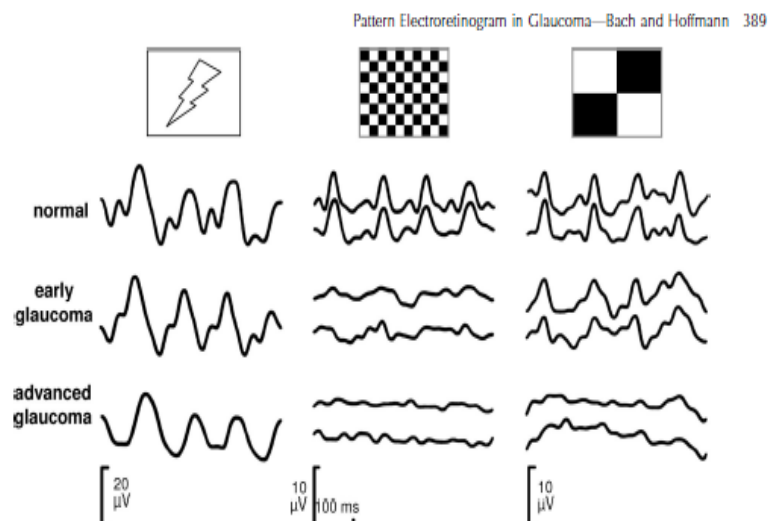 Pattern Electroretinogram in Glaucoma—Bach and Hoffmann 389
normal
early
glaucoma
advanced
glaucoma
20
μV
10
μV
100 ms
10
μV